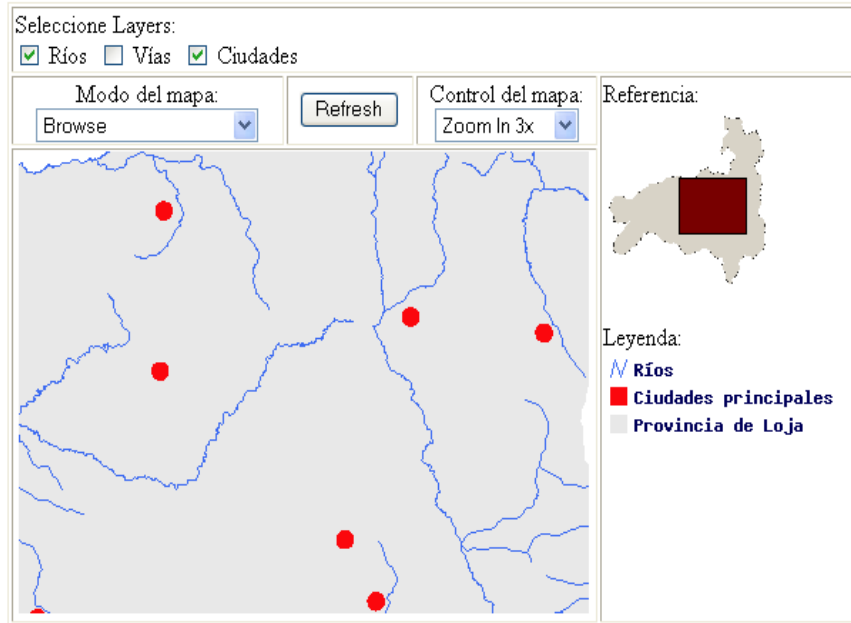 Seleccione Layers:
Ríos Vías Ciudades
Modo del mapa:
Browse
Refresh
Control del mapa:
Zoom In 3x
Referencia:
Leyenda:
Ríos
Ciudades principales
Provincia de Loja